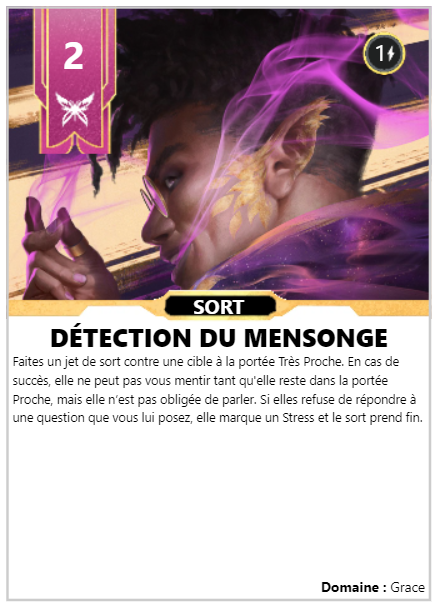 2
1
SORT
DÉTECTION DU MENSONGE
Faites un jet de sort contre une cible à la portée Très Proche. En cas de
succès, elle ne peut pas vous mentir tant qu'elle reste dans la portée
Proche, mais elle n'est pas obligée de parler. Si elles refuse de répondre à
une question que vous lui posez, elle marque un Stress et le sort prend fin.
Domaine : Grace